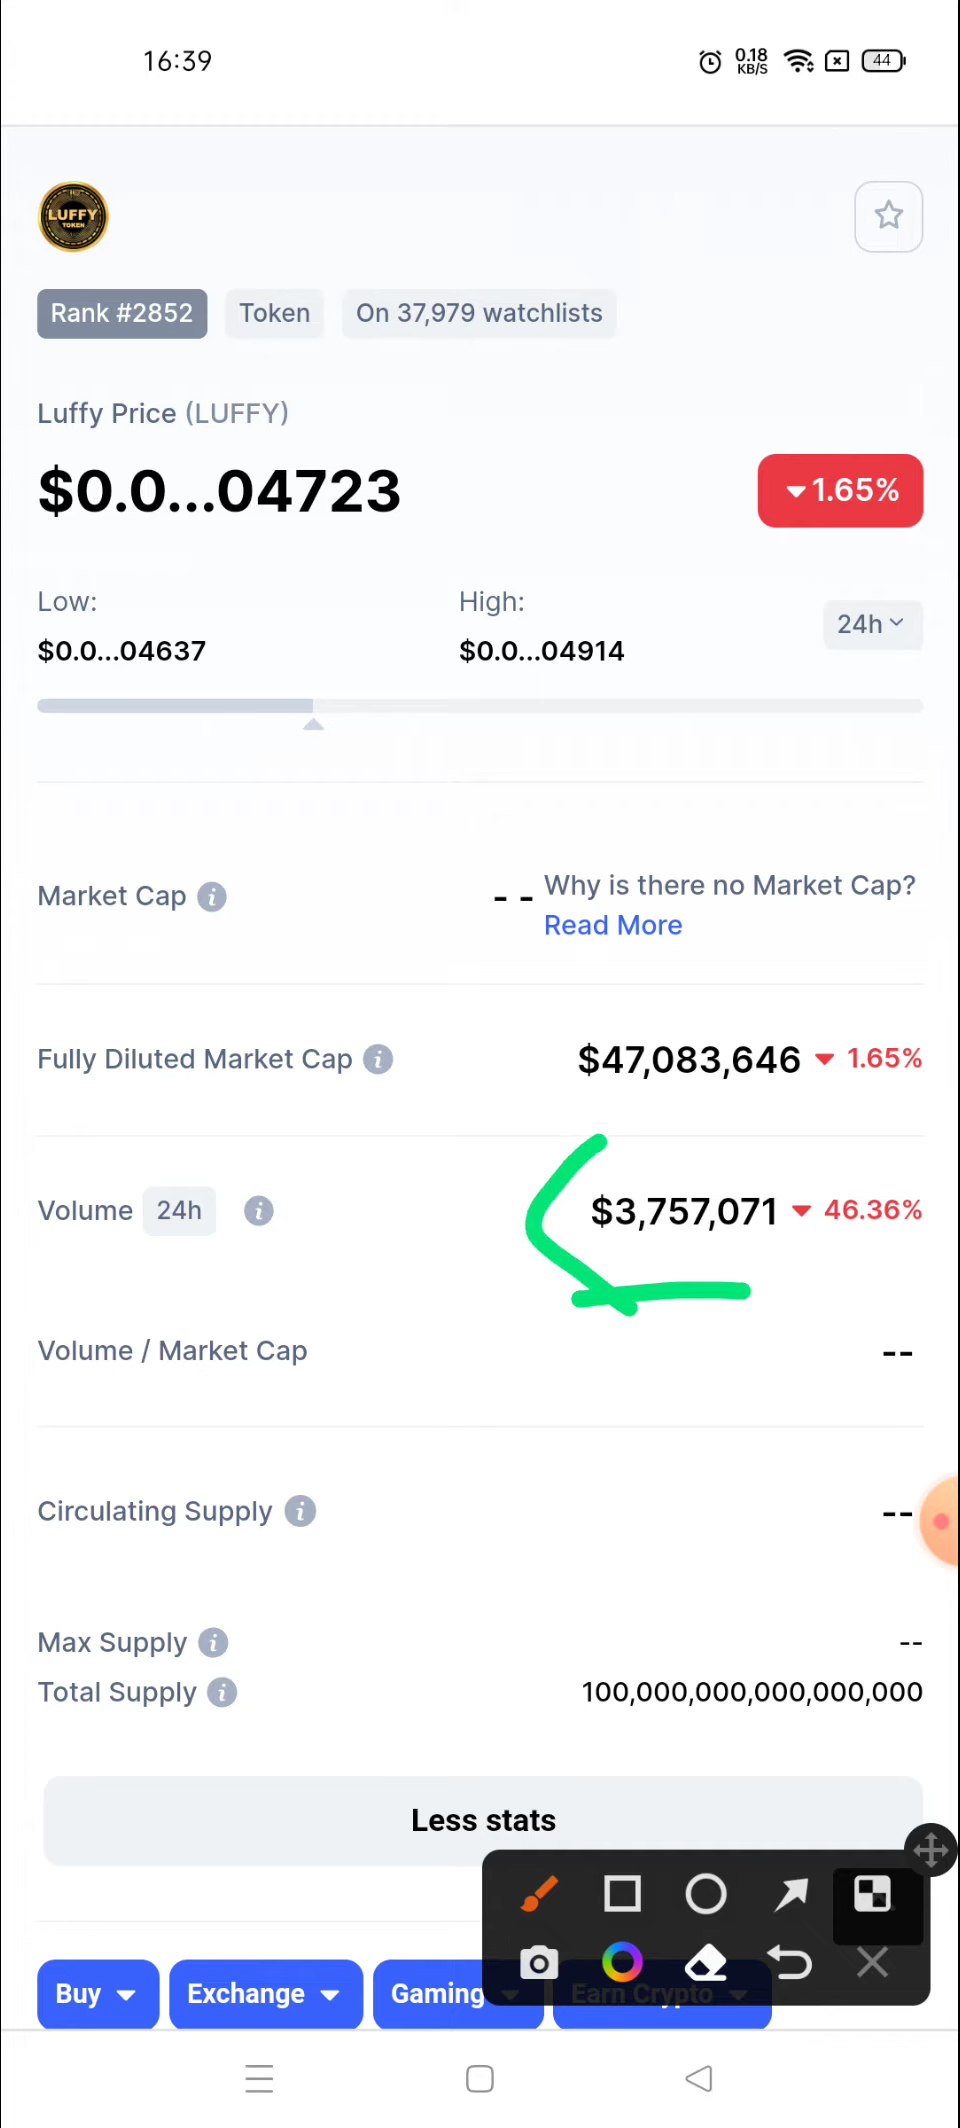 16:39
0.18
KB/S
44
LUFFY
TOKEN
Rank #2852
Token
On 37,979 watchlists
Luffy Price (LUFFY)
$0.0...04723
1.65%
Low:
High:
24h
$0.0...04637
$0.0...04914
Market Cap
- -
Why is there no Market Cap?
Read More
Fully Diluted Market Cap
$47,083,646
1.65%
Volume
24h
$3,757,071
46.36%
Volume / Market Cap
--
Circulating Supply
--
Max Supply
--
Total Supply
100,000,000,000,000,000
Less stats
Buy
Exchange
Gaming
Earn Crypto